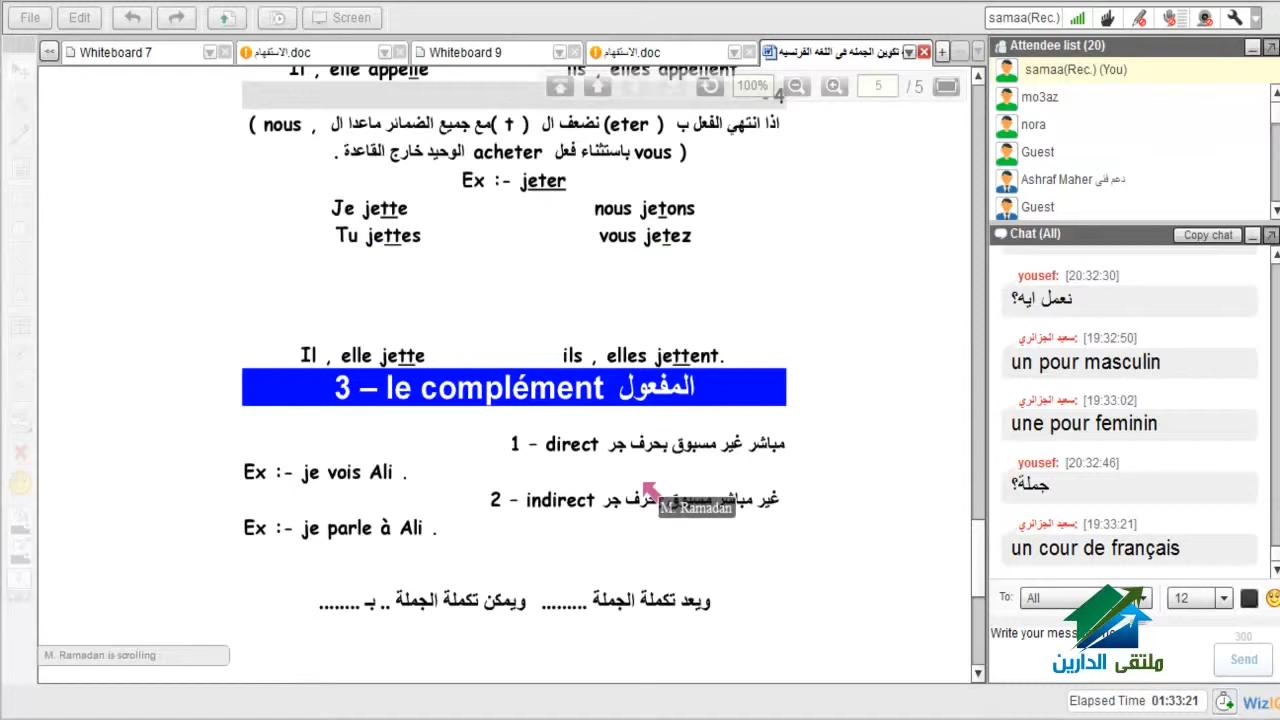 File
Edit
Screen
samaa(Rec.)
Whiteboard 7
الاستفهام.doc
Whiteboard 9
الاستفهام.doc
تكوين الجمله فى اللغه الفرنسيه
Attendee list (20)
samaa(Rec.) (You)
mo3az
nora
Guest
Ashraf Maher دعم فنى
Guest
Il , elle appelle ils , elles appellent
100%
5 / 5
- 4
اذا انتهي الفعل ب ( eter) نضعف ال ( t )مع جميع الضمائر ماعدا ال ( nous ,
vous ) باستثناء فعل acheter الوحيد خارج القاعدة .
Ex :- jeter
Je jette nous jetons
Tu jettes vous jetez
Il , elle jette ils , elles jettent.
3 – le complément المفعول
1 - direct مباشر غير مسبوق بحرف جر
Ex :- je vois Ali .
2 - indirect غير مباشر مسبوق بحرف جر
M. Ramadan
Ex :- je parle à Ali .
ويعد تكملة الجملة ......... ويمكن تكملة الجملة .. بـ ........
M. Ramadan is scrolling
Chat (All)
Copy chat
yousef: [20:32:30]
نعمل ايه؟
سعيد الجزائري: [19:32:50]
un pour masculin
سعيد الجزائري: [19:33:02]
une pour feminin
yousef: [20:32:46]
جملة؟
سعيد الجزائري: [19:33:21]
un cour de français
To: All
12
Write your mess
300
Send
ملتقى الدارين
Elapsed Time 01:33:21
WizI